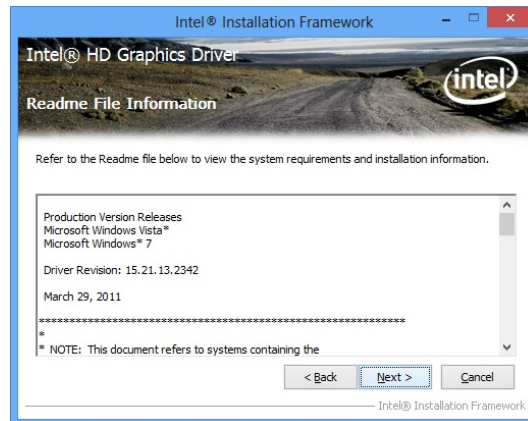 Intel® Installation Framework
Intel® HD Graphics Driver
intel
Readme File Information
Refer to the Readme file below to view the system requirements and installation information.
Production Version Releases
Microsoft Windows Vista*
Microsoft Windows* 7
Driver Revision: 15.21.13.2342
March 29, 2011
************************************************************
*
* NOTE: This document refers to systems containing the
< Back Next > Cancel
Intel® Installation Framework